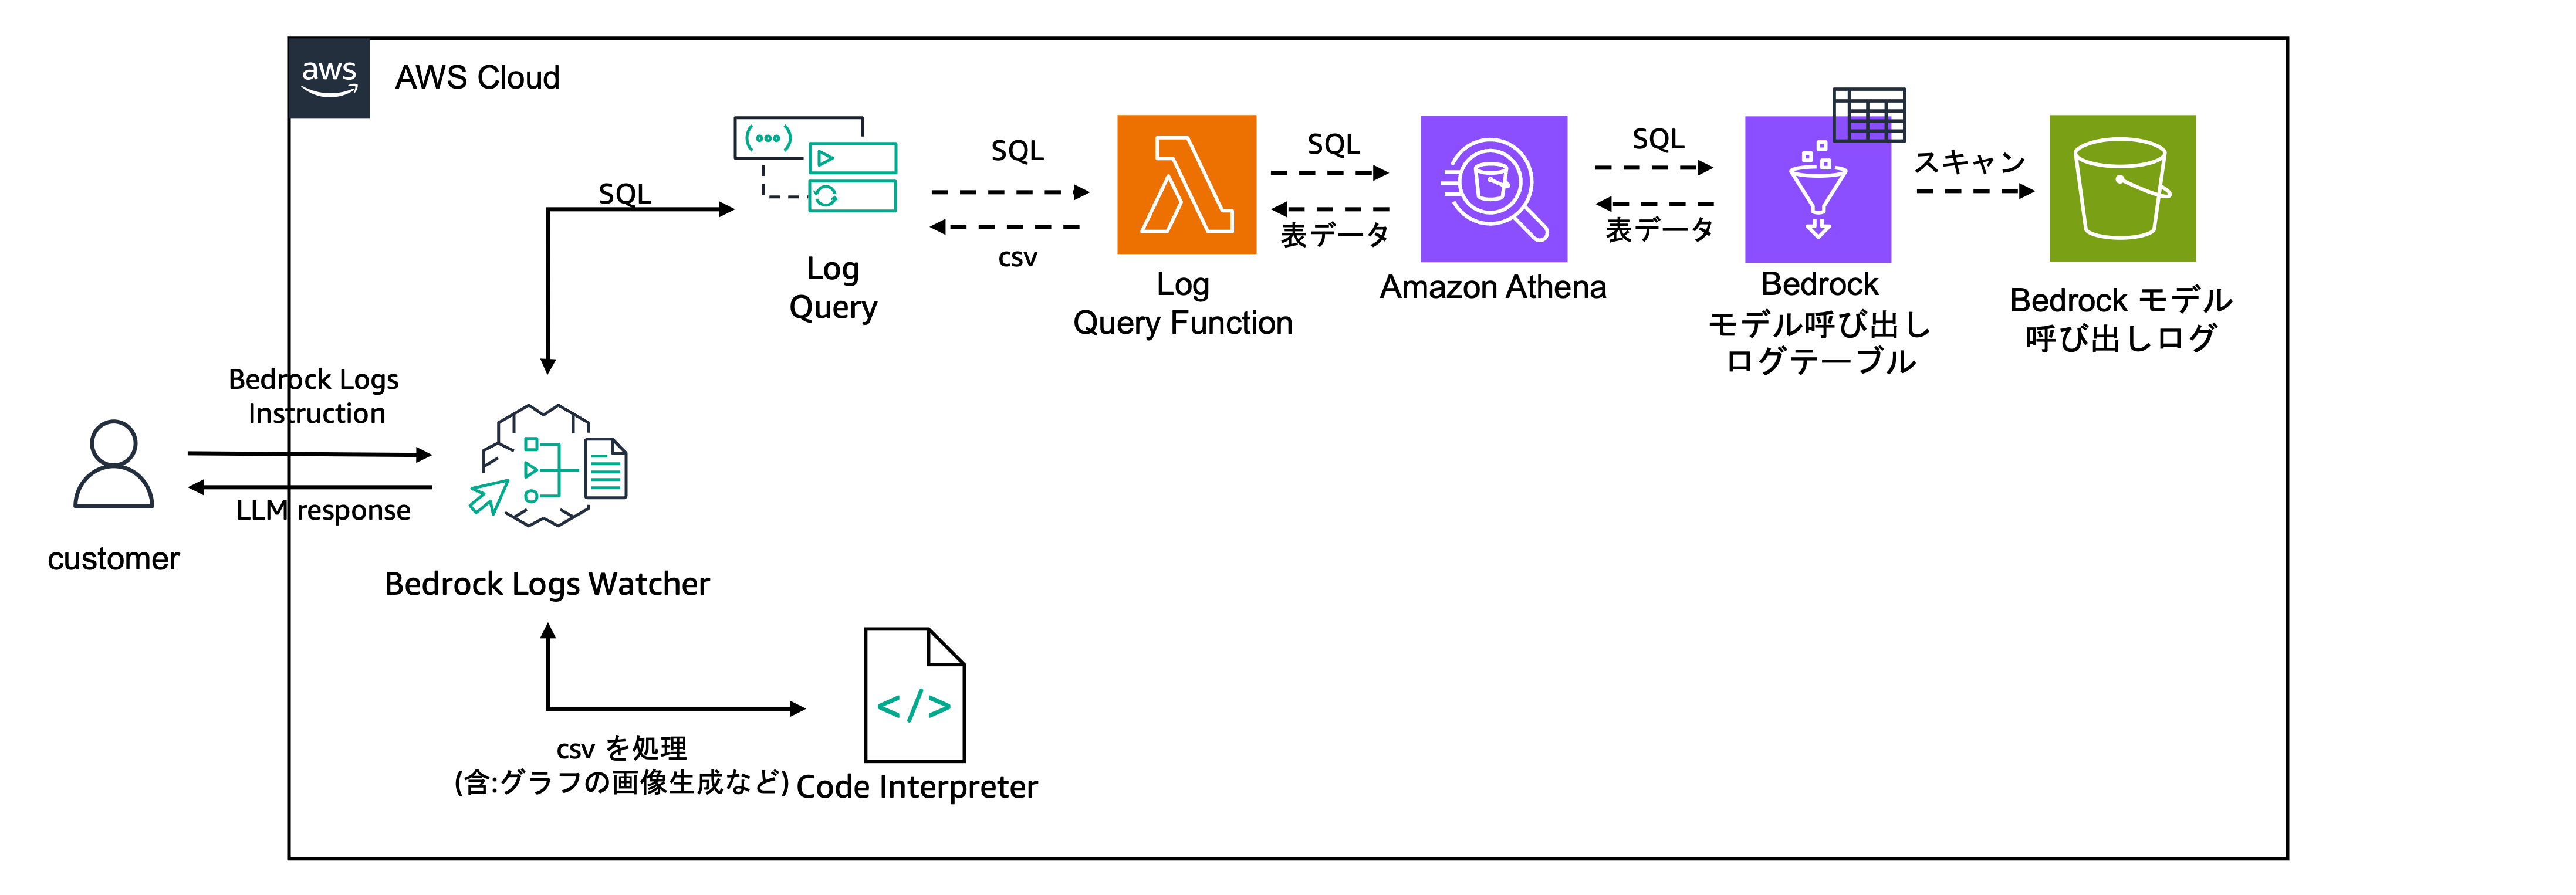 aws
AWS Cloud
SQL
Log
Query
SQL
csv
Log
Query Function
SQL
表データ
Amazon Athena
SQL
表データ
Bedrock
モデル呼び出し
ログテーブル
スキャン
Bedrock モデル
呼び出しログ
Bedrock Logs
Instruction
LLM response
customer
Bedrock Logs Watcher
csv を処理
(含:グラフの画像生成など)
</>
Code Interpreter